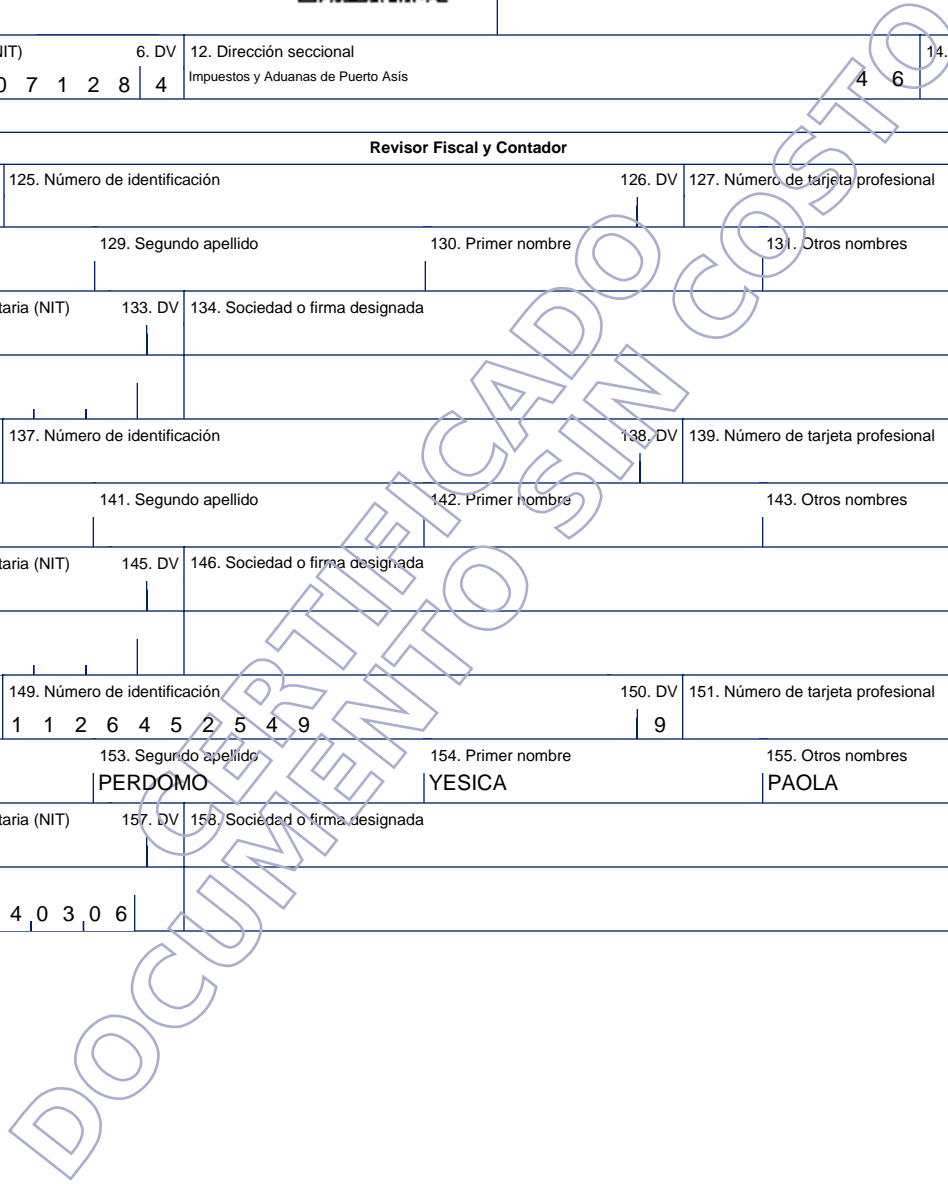 NIT) 6. DV 12. Dirección seccional 14.
0 7 1 2 8 4 Impuestos y Aduanas de Puerto Asís 4 6
Revisor Fiscal y Contador
125. Número de identificación 126. DV 127. Número de tarjeta profesional
129. Segundo apellido 130. Primer nombre 131. Otros nombres
taria (NIT) 133. DV 134. Sociedad o firma designada
137. Número de identificación 138. DV 139. Número de tarjeta profesional
141. Segundo apellido 142. Primer nombre 143. Otros nombres
taria (NIT) 145. DV 146. Sociedad o firma designada
149. Número de identificación 150. DV 151. Número de tarjeta profesional
1 1 2 6 4 5 2 5 4 9 9
153. Segundo apellido 154. Primer nombre 155. Otros nombres
PERDOMO YESICA PAOLA
taria (NIT) 157. DV 158. Sociedad o firma designada
4 0 3 0 6
CERTIFICADO
DOCUMENTO SIN COSTO